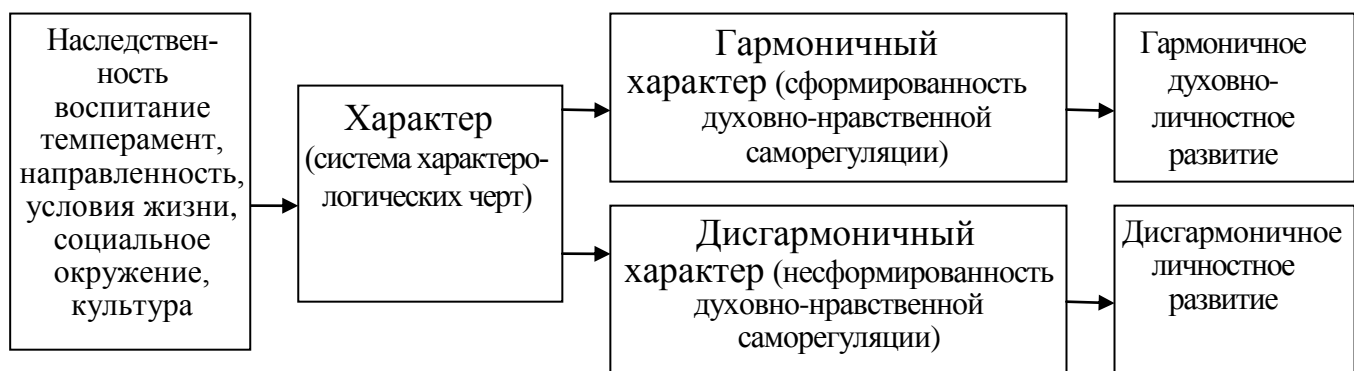 Наследствен-
ность
воспитание
темперамент,
направленность,
условия жизни,
социальное
окружение,
культура
Характер
(система характеро-
логических черт)
Гармоничный
характер (сформированность
духовно-нравственной
саморегуляции)
Гармоничное
духовно-
личностное
развитие
Дисгармоничный
характер (несформированность
духовно-нравственной
саморегуляции)
Дисгармоничное
личностное
развитие